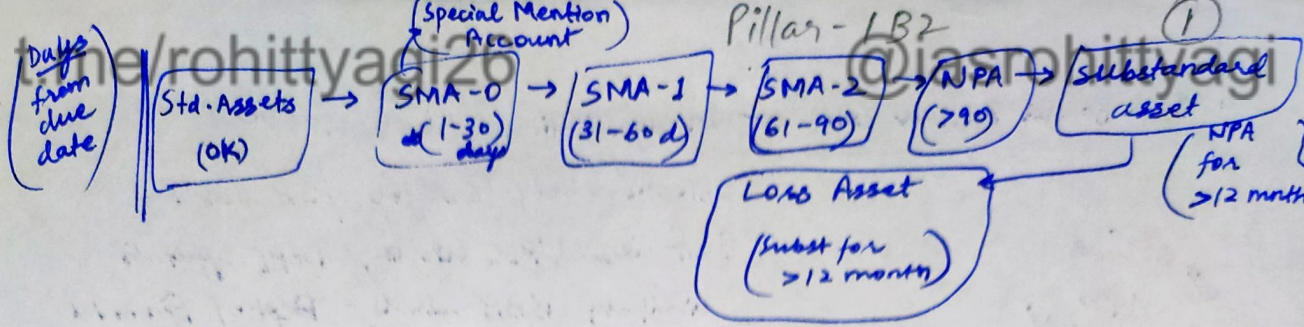 (Special Mention
Account)
Pillar - LB2
1
t.me/rohittyagi26
@iasrohittyagi
(Days
from
due
date)
Std. Assets
(OK)
→ SMA-0
(1-30)
days
→ SMA-1
(31-60 d)
→ SMA-2
(61-90)
→ NPA
(>90)
→ Substandard
asset
(NPA
for
>12 mnth
Loss Asset
(Subst for
>12 month)